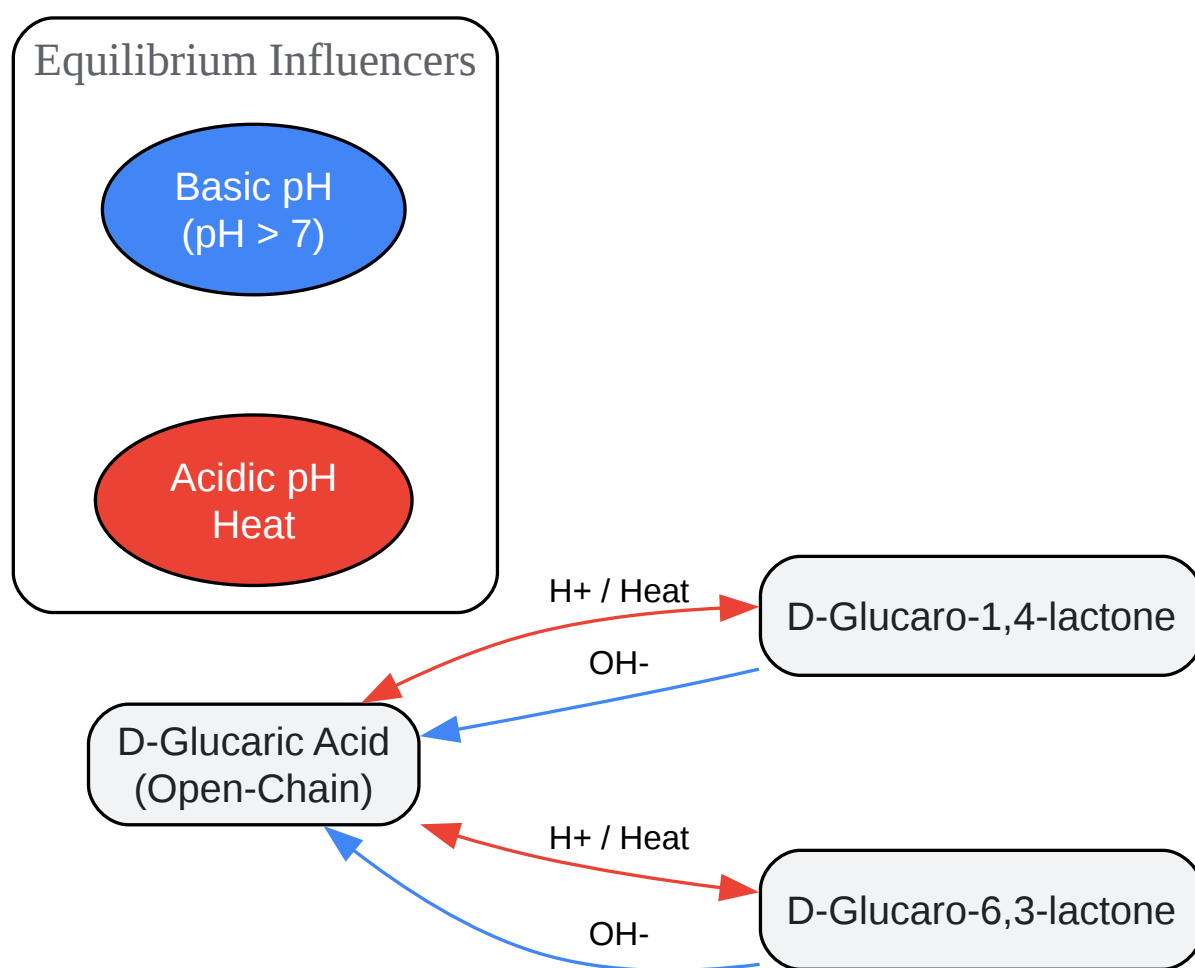 Equilibrium Influencers
Basic pH
(pH > 7)
Acidic pH
Heat
H+ / Heat
D-Glucaro-1,4-lactone
OH-
D-Glucaric Acid
(Open-Chain)
H+ / Heat
D-Glucaro-6,3-lactone
OH-